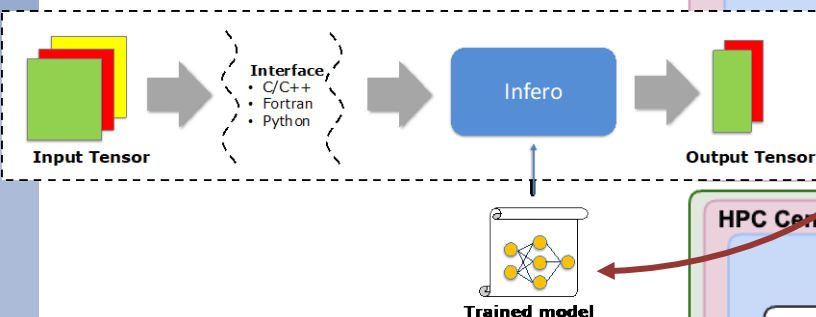 Interface
• C/C++
• Fortran
• Python
Infero
Input Tensor
Output Tensor
HPC Cen
Trained model